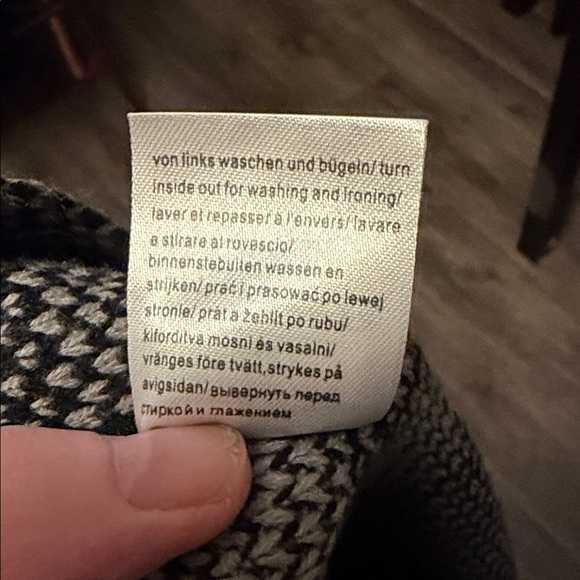 von links waschen und bügeln/ turn
inside out for washing and ironing/
laver et repasser à l'envers/ lavare
e stirare al rovescio/
binnenstebuiten wassen en
strijken/ prać i prasować po lewej
stronie/ prát a žehlit po rubu/
kifordítva mosni és vasalni/
vränges före tvätt, strykes på
avigsidan/ вывернуть перед
стиркой и глажением